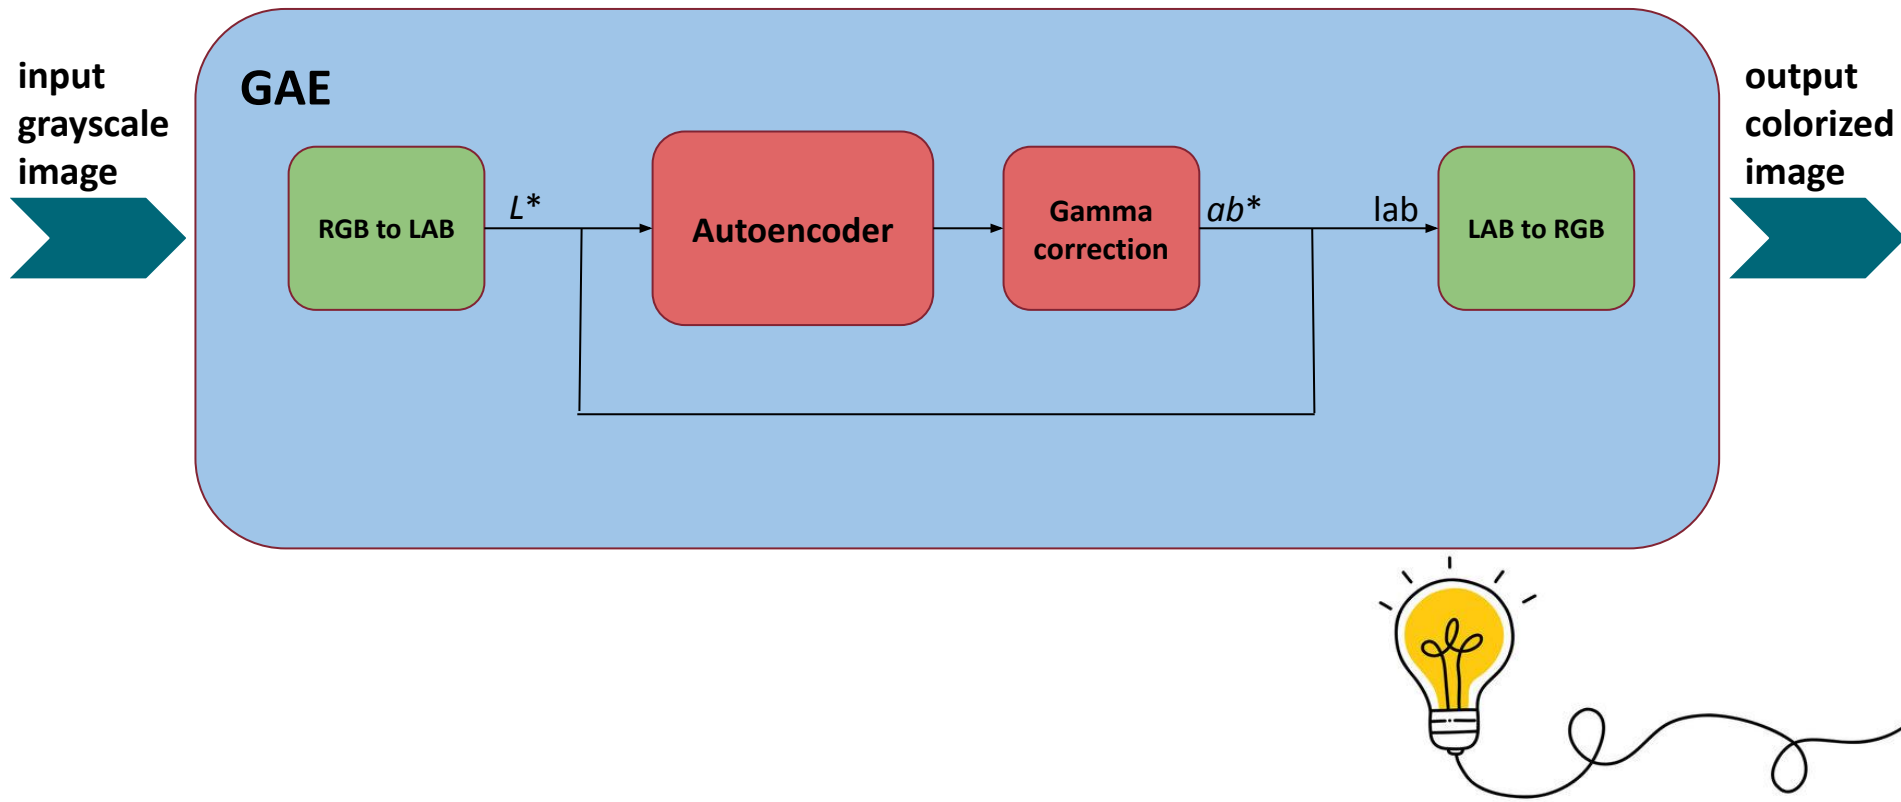 input
grayscale
image
GAE
RGB to LAB
L*
Autoencoder
Gamma
correction
ab*
lab
LAB to RGB
output
colorized
image